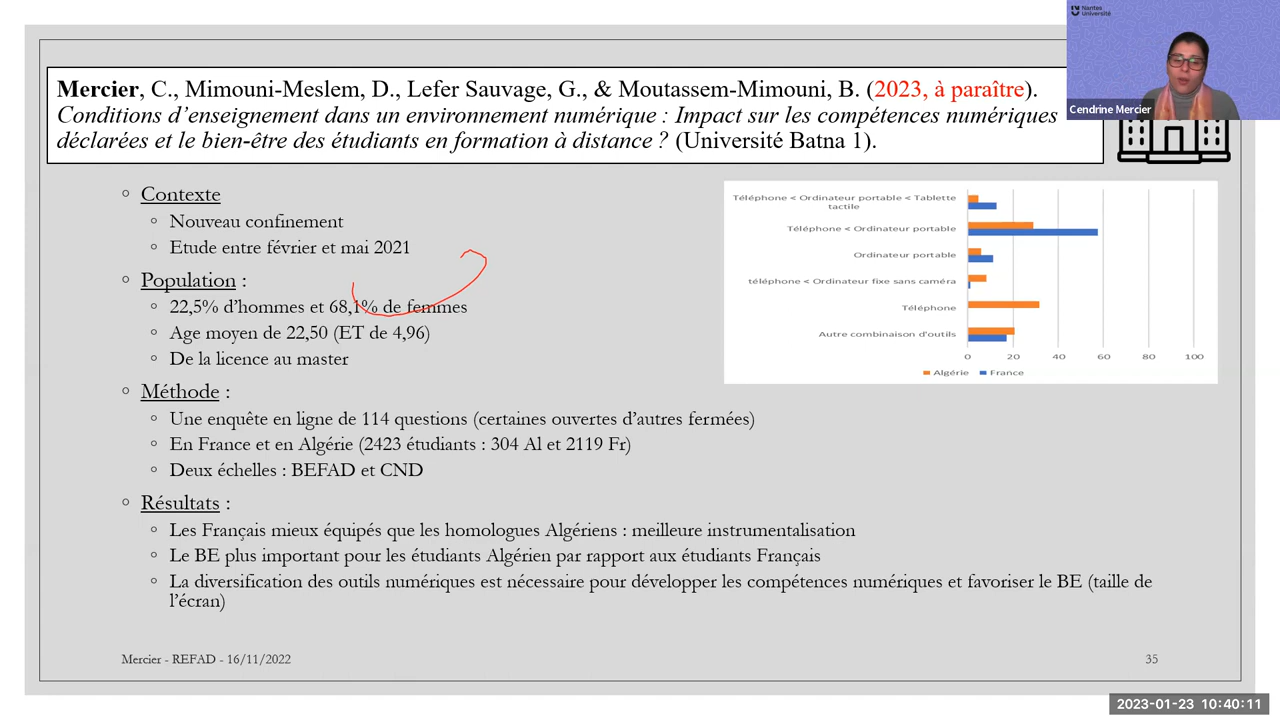 Nantes
Université
Cendrine Mercier
Mercier, C., Mimouni-Meslem, D., Lefer Sauvage, G., & Moutassem-Mimouni, B. (2023, à paraître).
Conditions d’enseignement dans un environnement numérique : Impact sur les compétences numériques
déclarées et le bien-être des étudiants en formation à distance ? (Université Batna 1).
Contexte
Nouveau confinement
Etude entre février et mai 2021
Population :
22,5% d’hommes et 68,1% de femmes
Age moyen de 22,50 (ET de 4,96)
De la licence au master
Méthode :
Une enquête en ligne de 114 questions (certaines ouvertes d’autres fermées)
En France et en Algérie (2423 étudiants : 304 Al et 2119 Fr)
Deux échelles : BEFAD et CND
Résultats :
Les Français mieux équipés que les homologues Algériens : meilleure instrumentalisation
Le BE plus important pour les étudiants Algérien par rapport aux étudiants Français
La diversification des outils numériques est nécessaire pour développer les compétences numériques et favoriser le BE (taille de
l’écran)
Téléphone < Ordinateur portable < Tablette
tactile
Téléphone < Ordinateur portable
Ordinateur portable
téléphone < Ordinateur fixe sans caméra
Téléphone
Autre combinaison d'outils
0 20 40 60 80 100
Algérie France
Mercier - REFAD - 16/11/2022
35
2023-01-23 10:40:11